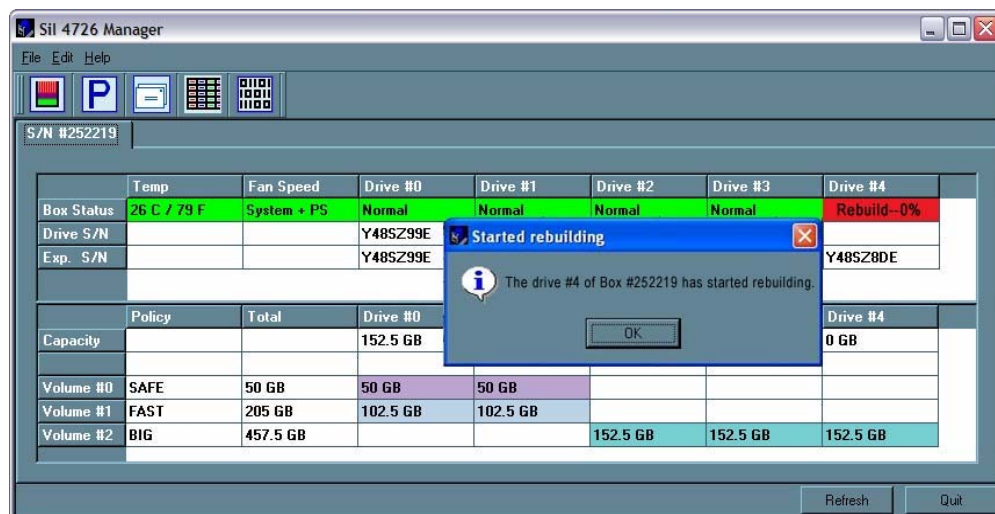 SiI 4726 Manager
File Edit Help
P
S/N #252219
Temp Fan Speed Drive #0 Drive #1 Drive #2 Drive #3 Drive #4
Box Status 26 C / 79 F System + PS Normal Normal Normal Normal Rebuild--0%
Drive S/N Y48SZ99E
Exp. S/N Y48SZ99E Y48SZ8DE
Started rebuilding
The drive #4 of Box #252219 has started rebuilding.
OK
Policy Total Drive #0 Drive #4
Capacity 152.5 GB 0 GB
Volume #0 SAFE 50 GB 50 GB 50 GB
Volume #1 FAST 205 GB 102.5 GB 102.5 GB
Volume #2 BIG 457.5 GB 152.5 GB 152.5 GB 152.5 GB
Refresh Quit